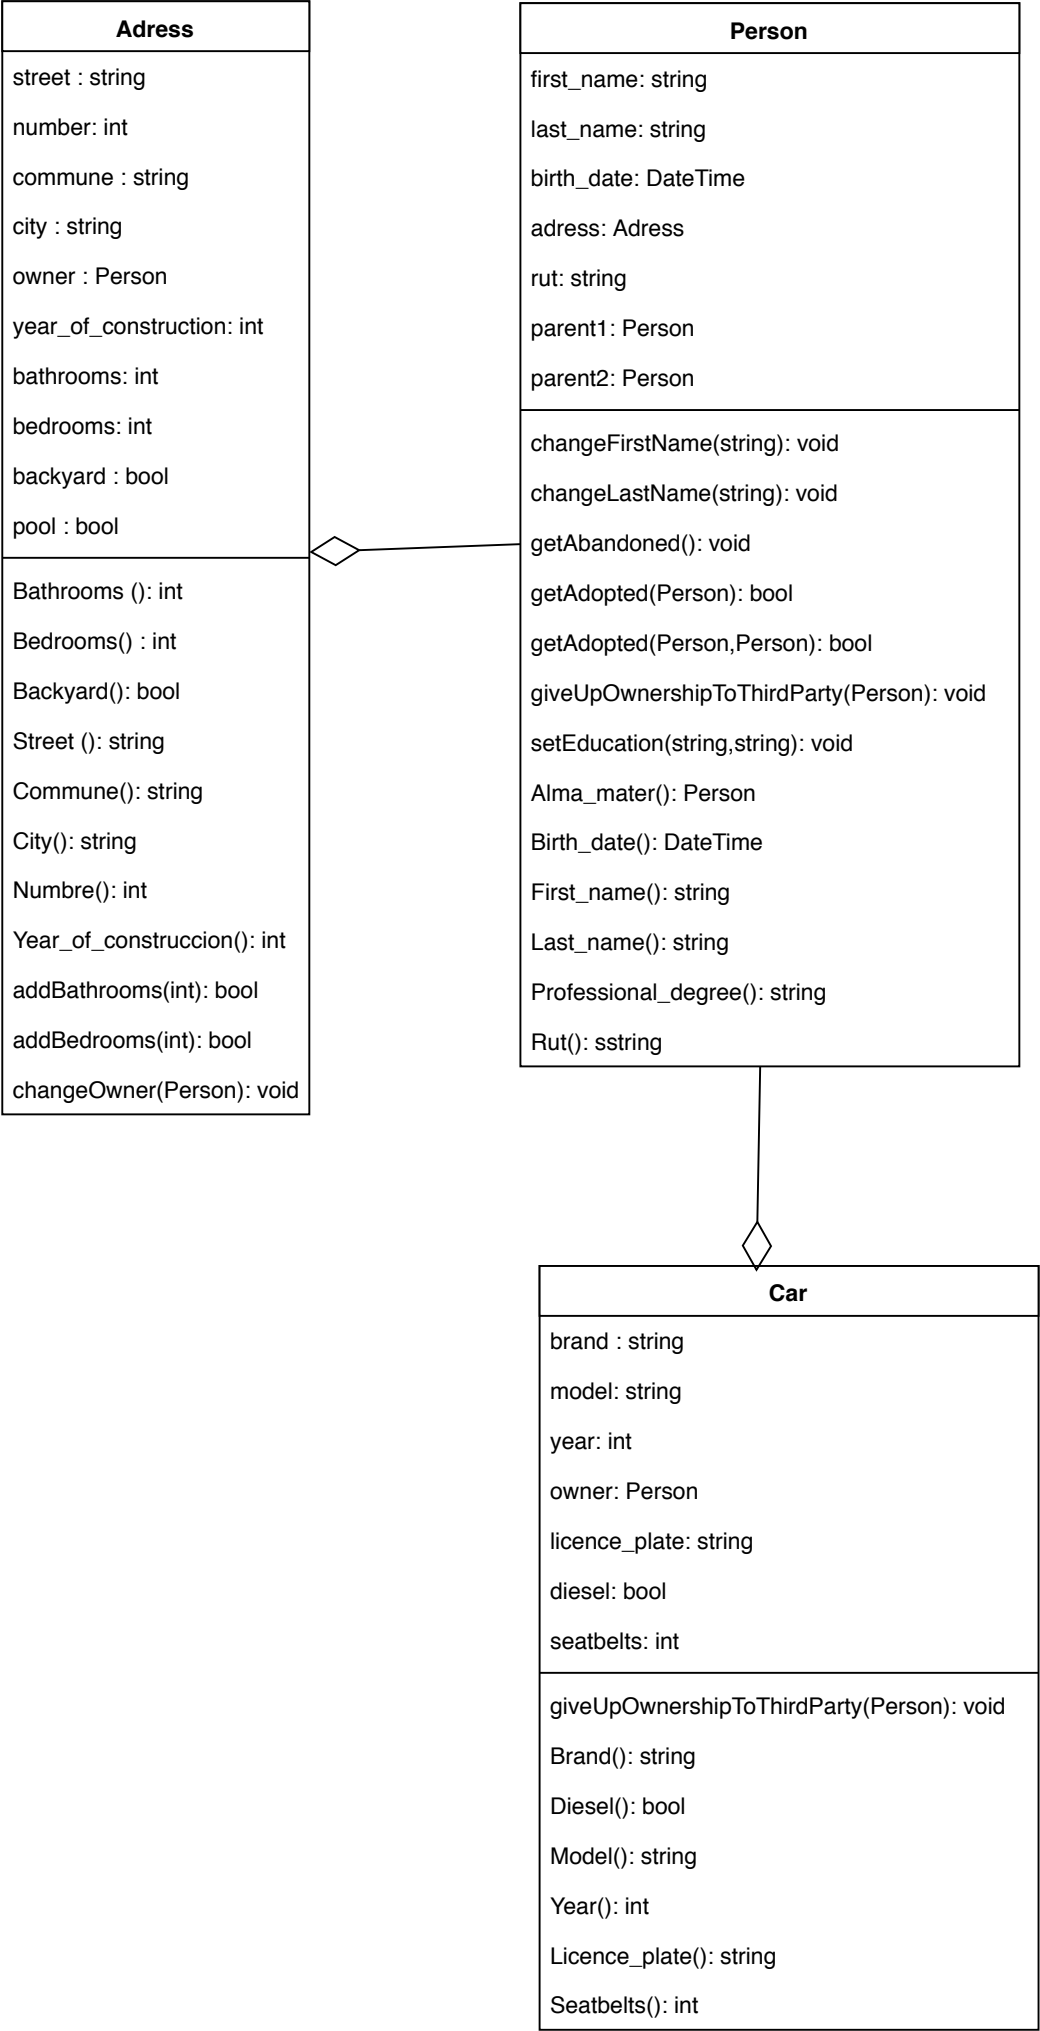 Adress
street : string
number: int
commune : string
city : string
owner : Person
year_of_construction: int
bathrooms: int
bedrooms: int
backyard : bool
pool : bool
Bathrooms (): int
Bedrooms() : int
Backyard(): bool
Street (): string
Commune(): string
City(): string
Numbre(): int
Year_of_construccion(): int
addBathrooms(int): bool
addBedrooms(int): bool
changeOwner(Person): void
Person
first_name: string
last_name: string
birth_date: DateTime
adress: Adress
rut: string
parent1: Person
parent2: Person
changeFirstName(string): void
changeLastName(string): void
getAbandoned(): void
getAdopted(Person): bool
getAdopted(Person,Person): bool
giveUpOwnershipToThirdParty(Person): void
setEducation(string,string): void
Alma_mater(): Person
Birth_date(): DateTime
First_name(): string
Last_name(): string
Professional_degree(): string
Rut(): sstring
Car
brand : string
model: string
year: int
owner: Person
licence_plate: string
diesel: bool
seatbelts: int
giveUpOwnershipToThirdParty(Person): void
Brand(): string
Diesel(): bool
Model(): string
Year(): int
Licence_plate(): string
Seatbelts(): int